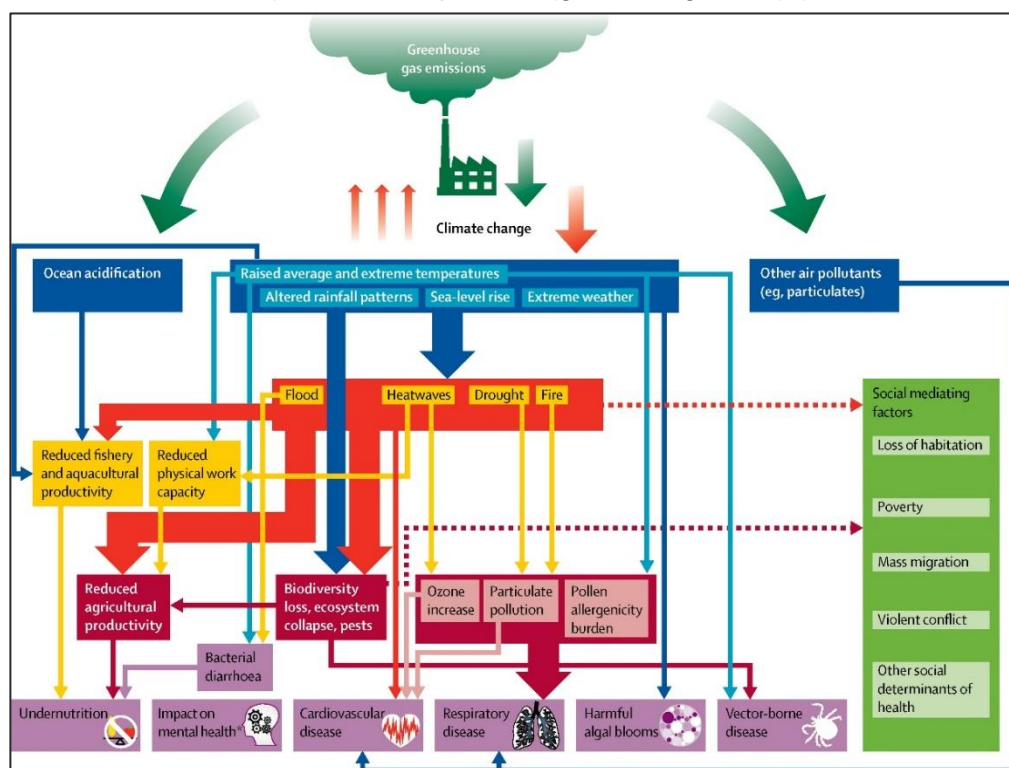 Greenhouse
gas emissions
Climate change
Ocean acidification
Raised average and extreme temperatures
Altered rainfall patterns
Sea-level rise
Extreme weather
Other air pollutants
(eg, particulates)
Flood
Heatwaves
Drought
Fire
Social mediating
factors
Loss of habitation
Poverty
Mass migration
Violent conflict
Other social
determinants of
health
Reduced fishery
and aquacultural
productivity
Reduced
physical work
capacity
Reduced
agricultural
productivity
Biodiversity
loss, ecosystem
collapse, pests
Ozone
increase
Particulate
pollution
Pollen
allergenicity
burden
Bacterial
diarrhoea
Undernutrition
Impact on
mental health*
Cardiovascular
disease
Respiratory
disease
Harmful
algal blooms
Vector-borne
disease